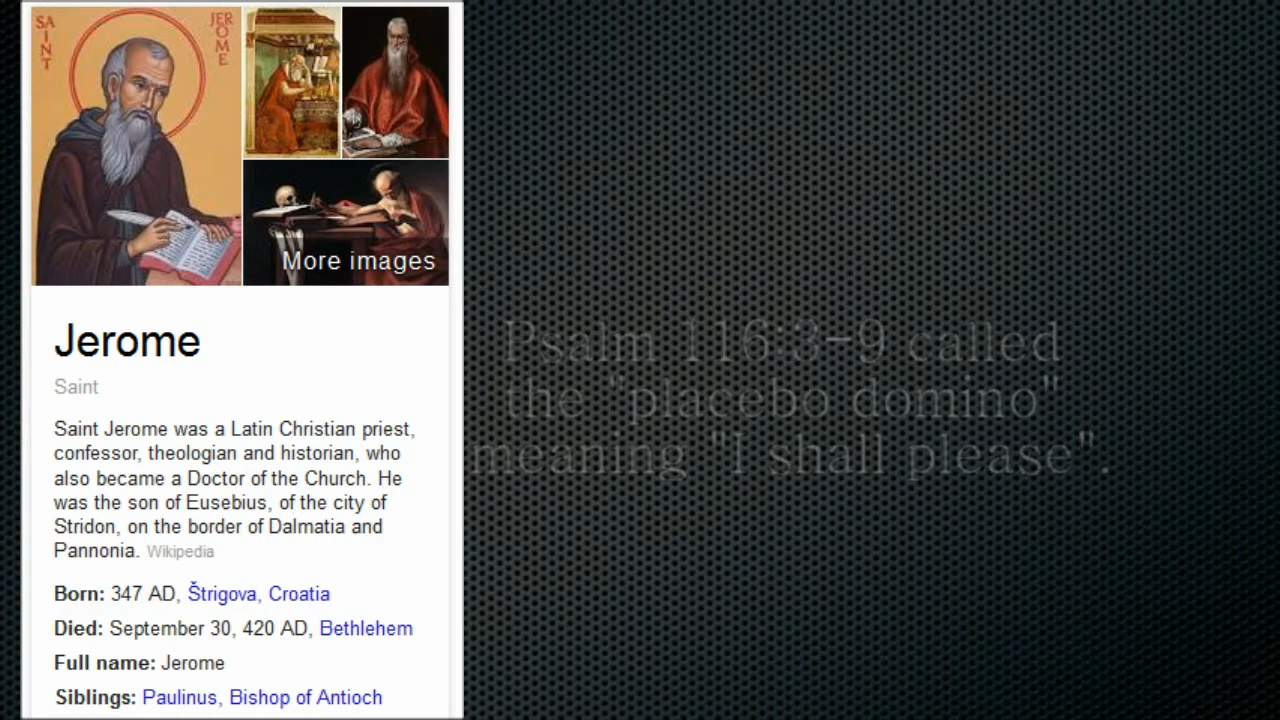 SAINT
JEROME
More images
Jerome
Saint
Saint Jerome was a Latin Christian priest,
confessor, theologian and historian, who
also became a Doctor of the Church. He
was the son of Eusebius, of the city of
Stridon, on the border of Dalmatia and
Pannonia. Wikipedia
Born: 347 AD, Štrigova, Croatia
Died: September 30, 420 AD, Bethlehem
Full name: Jerome
Siblings: Paulinus, Bishop of Antioch
Psalm 116:3-9 called
the "placebo domino"
meaning "I shall please".